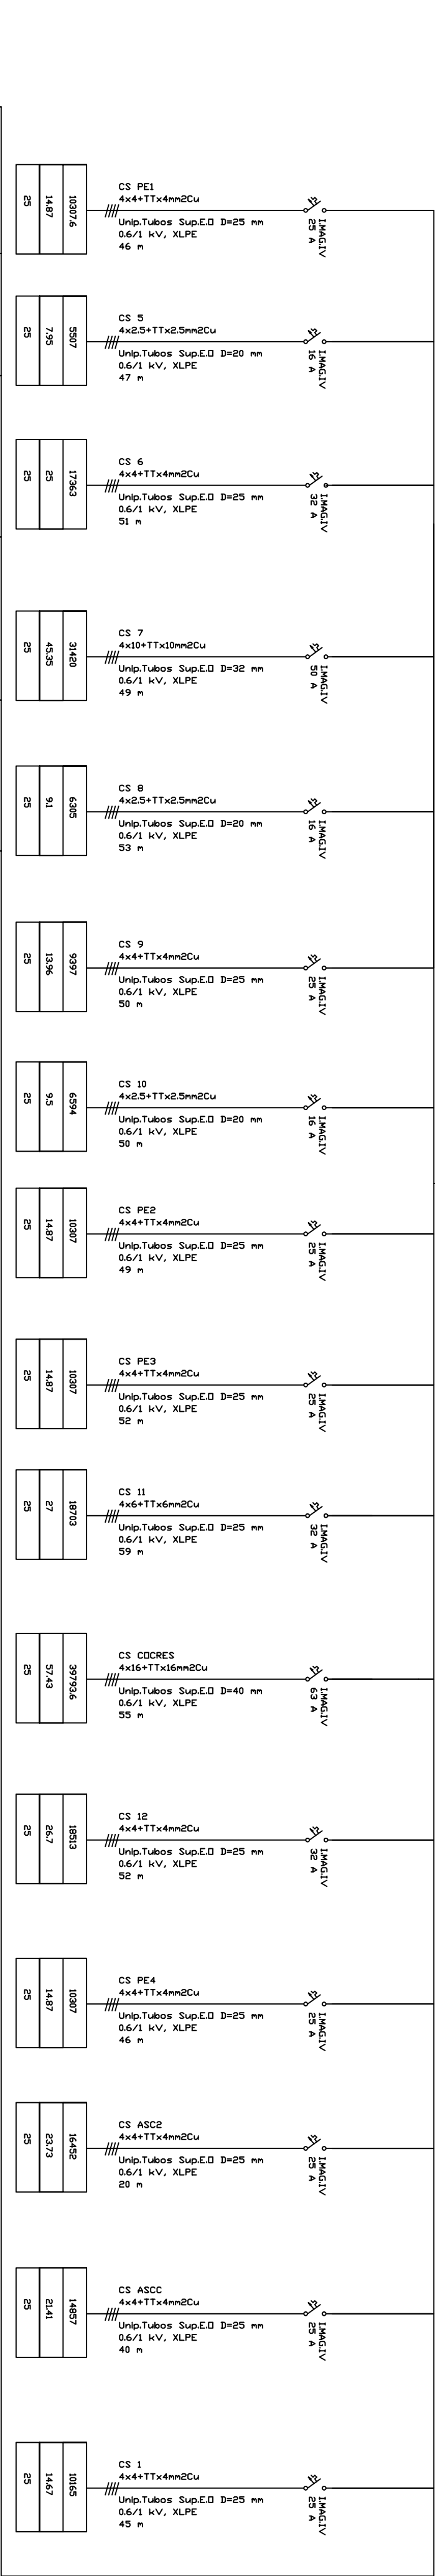 CS PE1
4x4+TTx4mm2Cu
Unip.Tubos Sup.E.O D=25 mm
0.6/1 kV, XLPE
46 m
I.MAG.IV
25 A
10307.6
14.87
25
CS 5
4x2.5+TTx2.5mm2Cu
Unip.Tubos Sup.E.O D=20 mm
0.6/1 kV, XLPE
47 m
I.MAG.IV
16 A
5507
7.95
25
CS 6
4x4+TTx4mm2Cu
Unip.Tubos Sup.E.O D=25 mm
0.6/1 kV, XLPE
51 m
I.MAG.IV
32 A
17363
25
25
CS 7
4x10+TTx10mm2Cu
Unip.Tubos Sup.E.O D=32 mm
0.6/1 kV, XLPE
49 m
I.MAG.IV
50 A
31420
45.35
25
CS 8
4x2.5+TTx2.5mm2Cu
Unip.Tubos Sup.E.O D=20 mm
0.6/1 kV, XLPE
53 m
I.MAG.IV
16 A
6305
9.1
25
CS 9
4x4+TTx4mm2Cu
Unip.Tubos Sup.E.O D=25 mm
0.6/1 kV, XLPE
50 m
I.MAG.IV
25 A
9397
13.96
25
CS 10
4x2.5+TTx2.5mm2Cu
Unip.Tubos Sup.E.O D=20 mm
0.6/1 kV, XLPE
50 m
I.MAG.IV
16 A
6594
9.5
25
CS PE2
4x4+TTx4mm2Cu
Unip.Tubos Sup.E.O D=25 mm
0.6/1 kV, XLPE
49 m
I.MAG.IV
25 A
10307
14.87
25
CS PE3
4x4+TTx4mm2Cu
Unip.Tubos Sup.E.O D=25 mm
0.6/1 kV, XLPE
52 m
I.MAG.IV
25 A
10307
14.87
25
CS 11
4x6+TTx6mm2Cu
Unip.Tubos Sup.E.O D=25 mm
0.6/1 kV, XLPE
59 m
I.MAG.IV
32 A
18703
27
25
CS COCRES
4x16+TTx16mm2Cu
Unip.Tubos Sup.E.O D=40 mm
0.6/1 kV, XLPE
55 m
I.MAG.IV
63 A
39793.6
57.43
25
CS 12
4x4+TTx4mm2Cu
Unip.Tubos Sup.E.O D=25 mm
0.6/1 kV, XLPE
52 m
I.MAG.IV
32 A
18513
26.7
25
CS PE4
4x4+TTx4mm2Cu
Unip.Tubos Sup.E.O D=25 mm
0.6/1 kV, XLPE
46 m
I.MAG.IV
25 A
10307
14.87
25
CS ASC2
4x4+TTx4mm2Cu
Unip.Tubos Sup.E.O D=25 mm
0.6/1 kV, XLPE
20 m
I.MAG.IV
25 A
16452
23.73
25
CS ASCC
4x4+TTx4mm2Cu
Unip.Tubos Sup.E.O D=25 mm
0.6/1 kV, XLPE
40 m
I.MAG.IV
25 A
14857
21.41
25
CS 1
4x4+TTx4mm2Cu
Unip.Tubos Sup.E.O D=25 mm
0.6/1 kV, XLPE
45 m
I.MAG.IV
25 A
10165
14.67
25